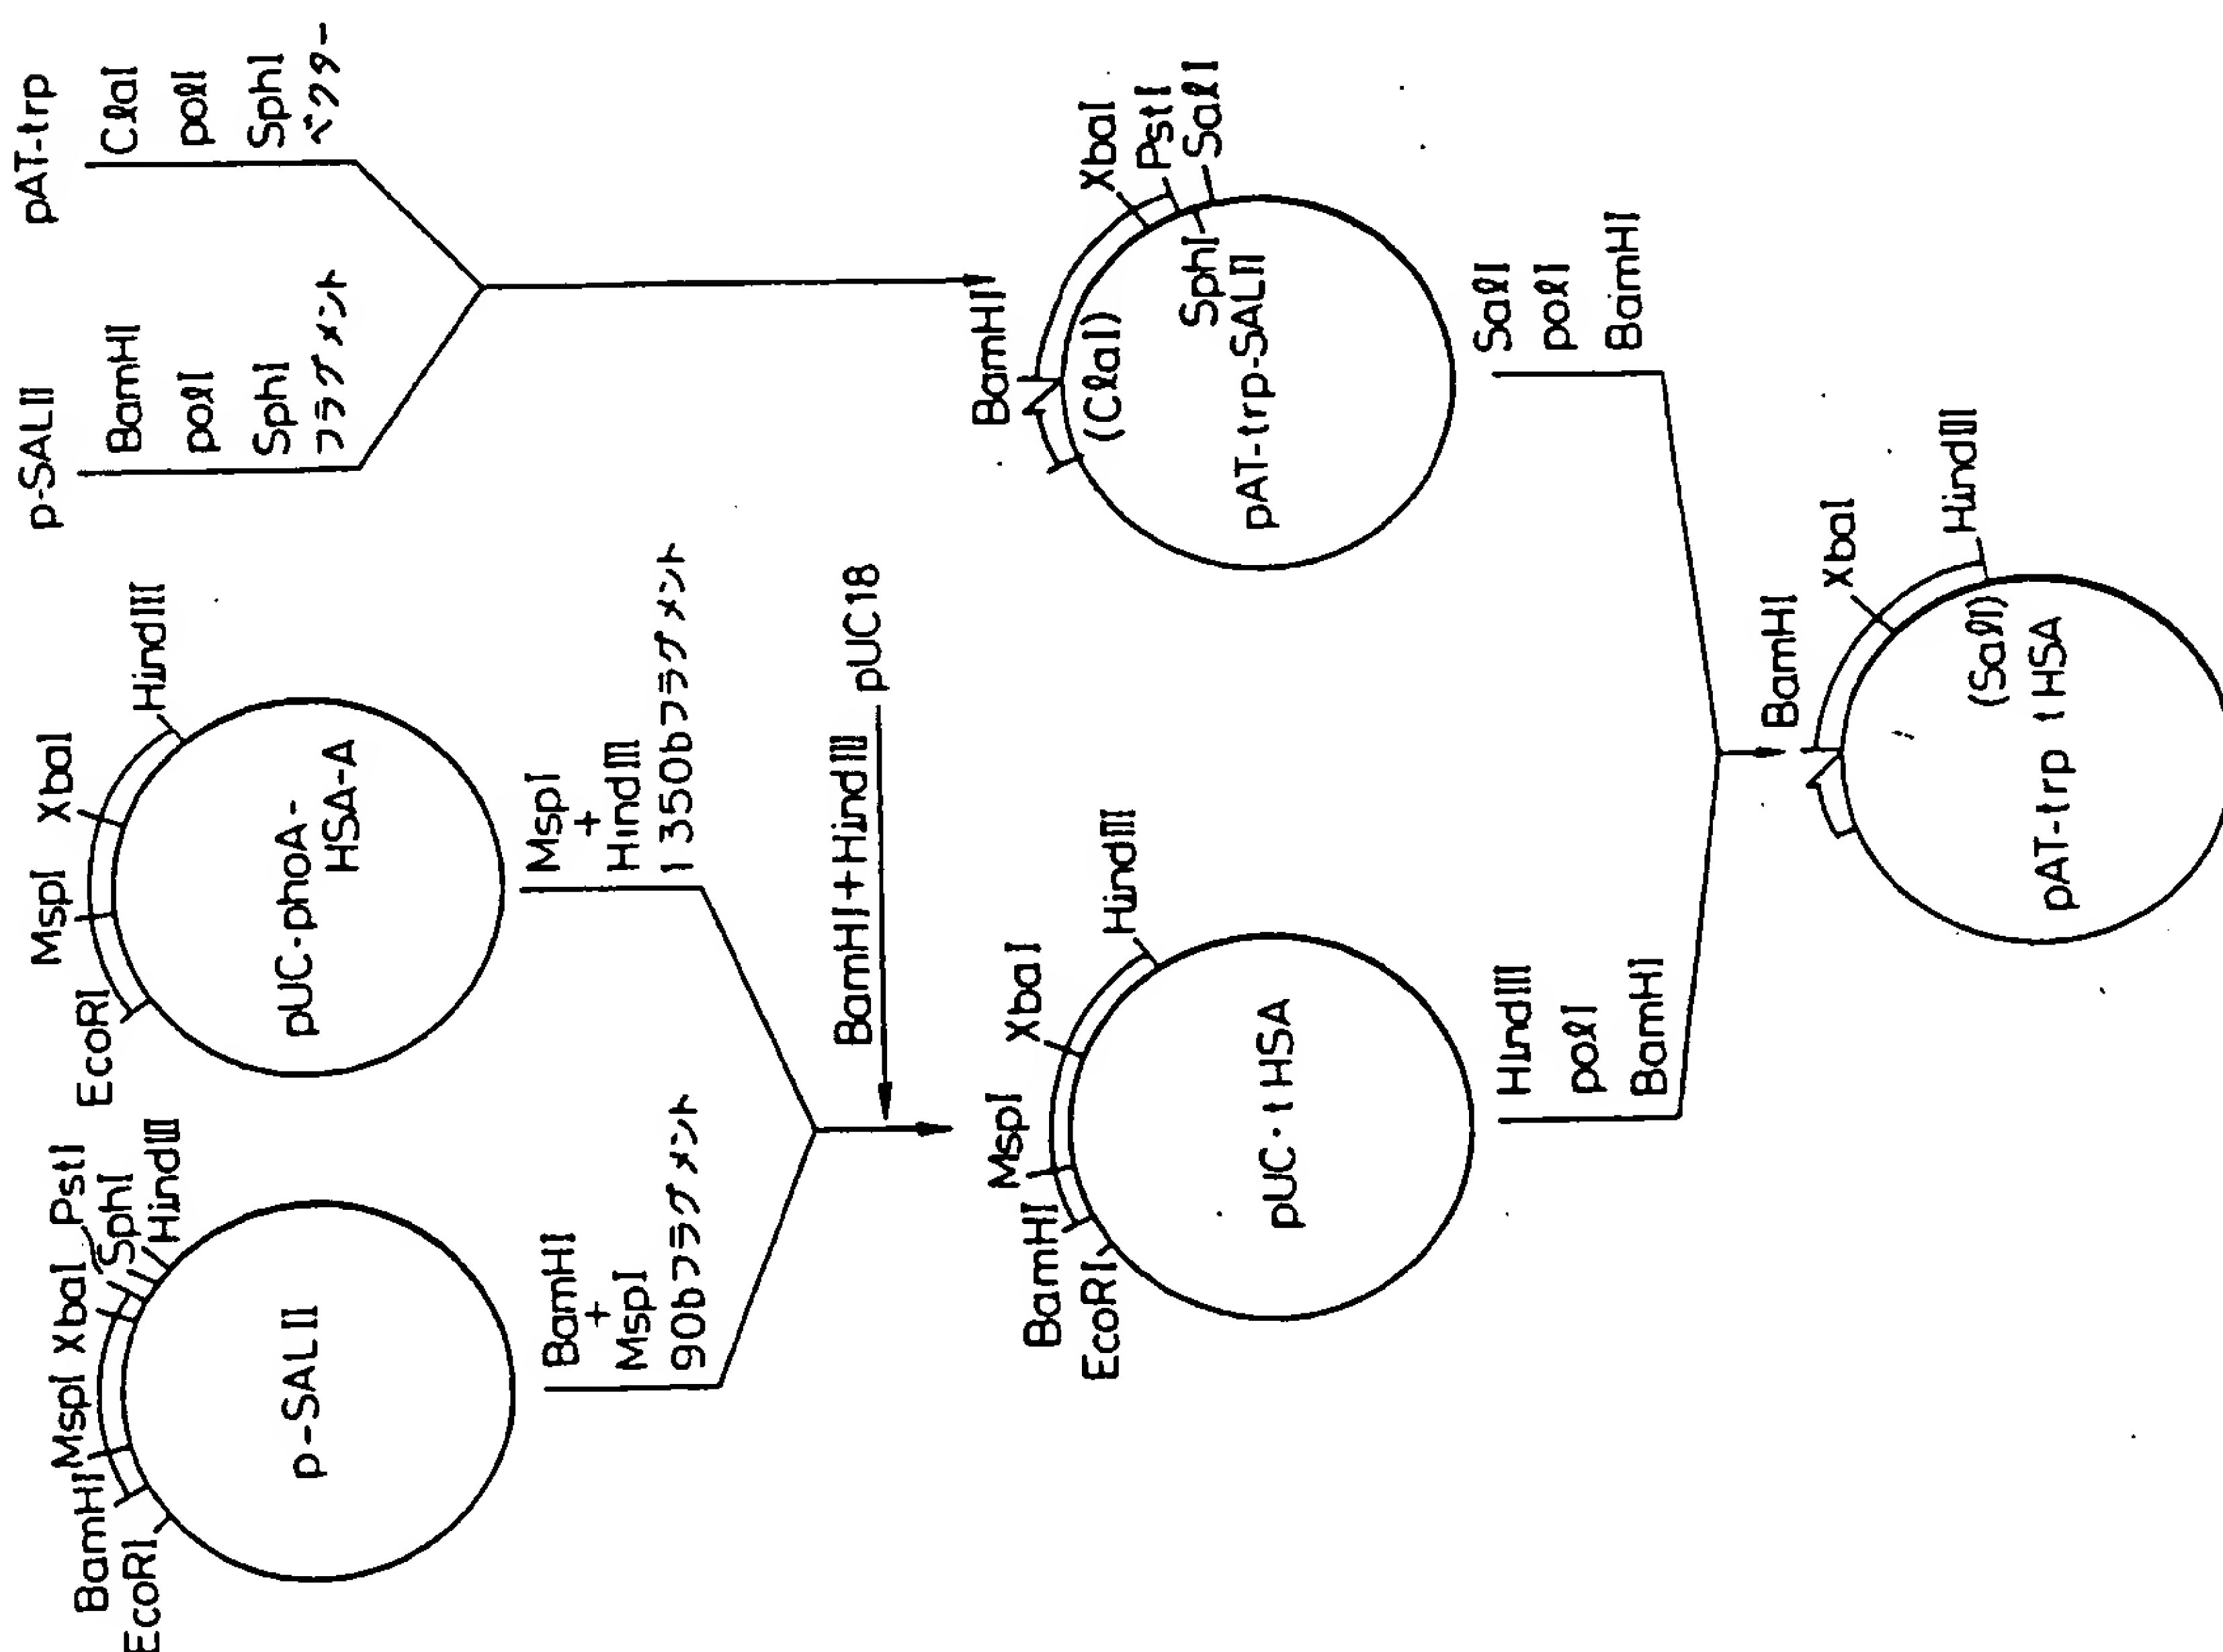 EcoRI
BamHI
MspI
XbaI
PstI
SphI
HindIII
p-SALII
EcoRI
MspI
XbaI
HindIII
pUC·phoA-
HSA-A
p-SALII
BamHI
polI
SphI
フラグメント
pAT-trp
ClaI
polI
SphI
ベクター
BamHI
+
MspI
90bフラグメント
MspI
+
HindIII
1350bフラグメント
BamHI+HindIII
pUC18
EcoRI
BamHI
MspI
XbaI
HindIII
pUC·tHSA
BamHI
(ClaI)
XbaI
PstI
SphI
SalI
pAT-trp-SALII
HindIII
polI
BamHI
SalI
polI
BamHI
BamHI
XbaI
HindIII
(SalI)
pAT-trp tHSA